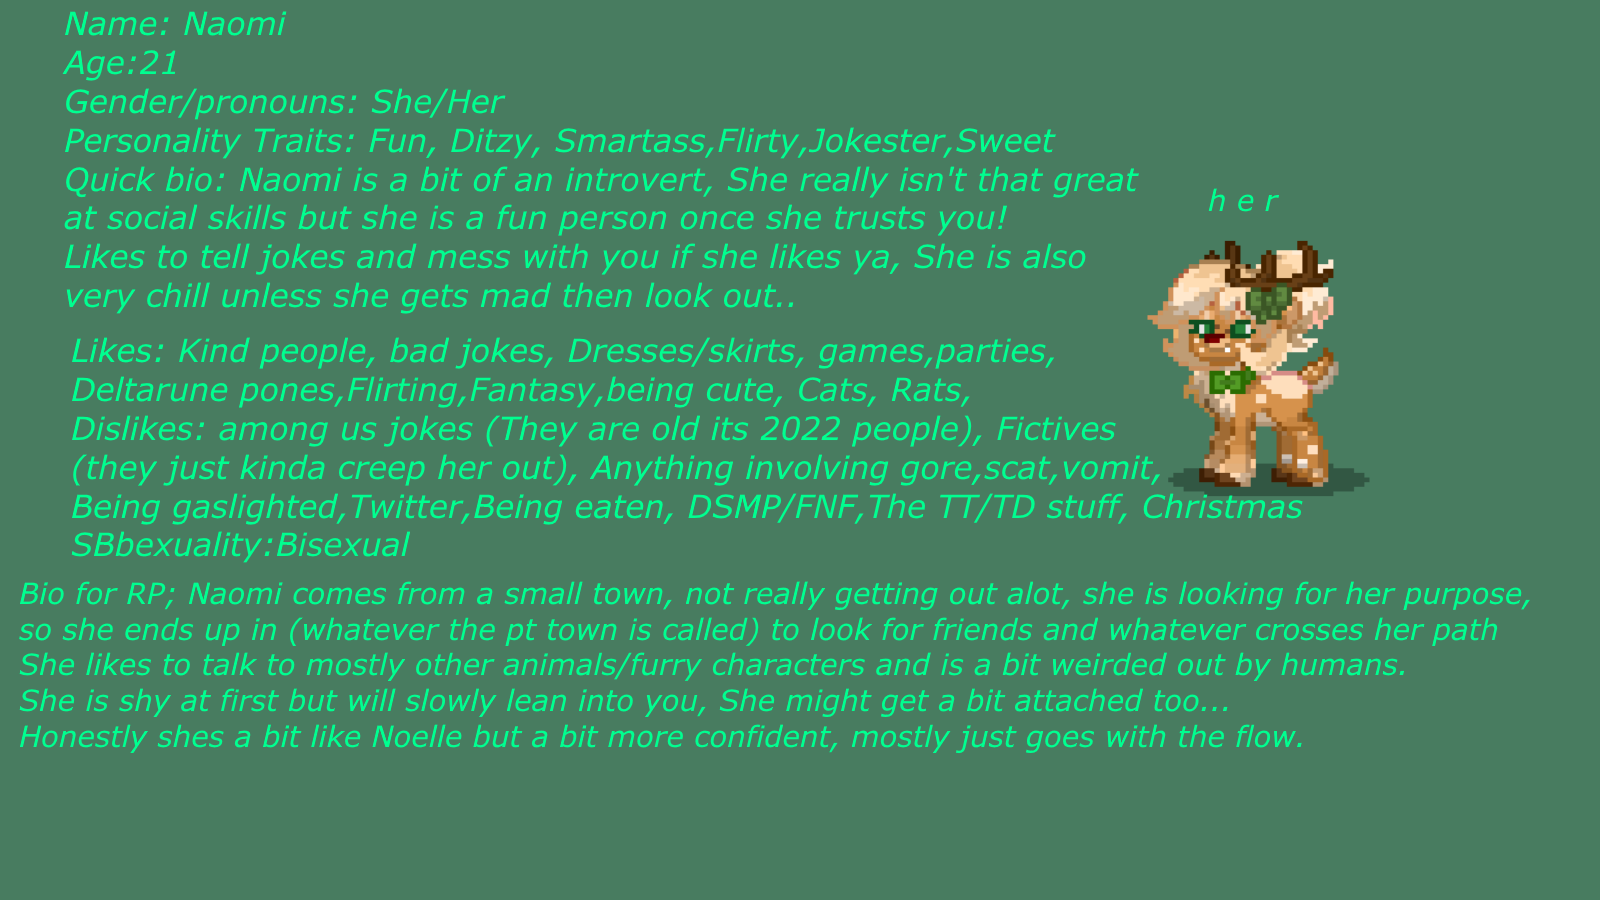 Name: Naomi
Age:21
Gender/pronouns: She/Her
Personality Traits: Fun, Ditzy, Smartass,Flirty,Jokester,Sweet
Quick bio: Naomi is a bit of an introvert, She really isn't that great
at social skills but she is a fun person once she trusts you!
Likes to tell jokes and mess with you if she likes ya, She is also
very chill unless she gets mad then look out..
h e r
Likes: Kind people, bad jokes, Dresses/skirts, games,parties,
Deltarune pones,Flirting,Fantasy,being cute, Cats, Rats,
Dislikes: among us jokes (They are old its 2022 people), Fictives
(they just kinda creep her out), Anything involving gore,scat,vomit,
Being gaslighted,Twitter,Being eaten, DSMP/FNF,The TT/TD stuff, Christmas
SBbexuality:Bisexual
Bio for RP; Naomi comes from a small town, not really getting out alot, she is looking for her purpose,
so she ends up in (whatever the pt town is called) to look for friends and whatever crosses her path
She likes to talk to mostly other animals/furry characters and is a bit weirded out by humans.
She is shy at first but will slowly lean into you, She might get a bit attached too...
Honestly shes a bit like Noelle but a bit more confident, mostly just goes with the flow.